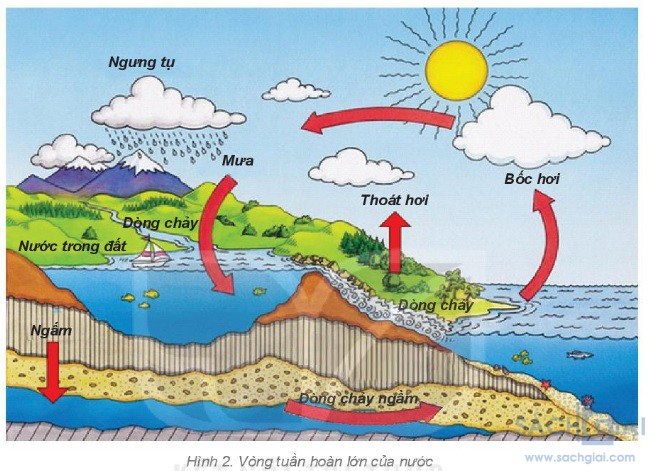 Ngưng tụ
Mưa
Bốc hơi
Thoát hơi
Dòng chảy
Nước trong đất
Dòng chảy
Ngấm
Dòng chảy ngầm
www.sachgiai.com
Hình 2. Vòng tuần hoàn lớn của nước